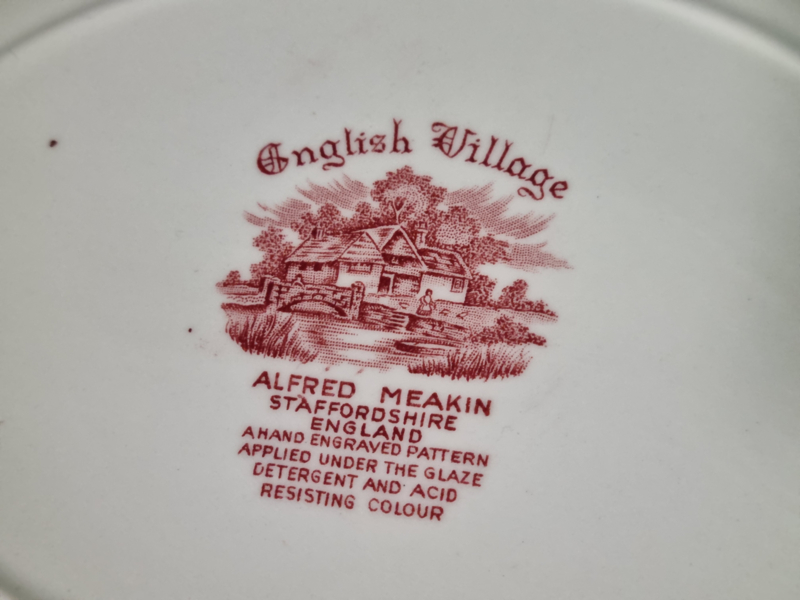 English Village
ALFRED MEAKIN
STAFFORDSHIRE
ENGLAND
A HAND ENGRAVED PATTERN
APPLIED UNDER THE GLAZE
DETERGENT AND ACID
RESISTING COLOUR